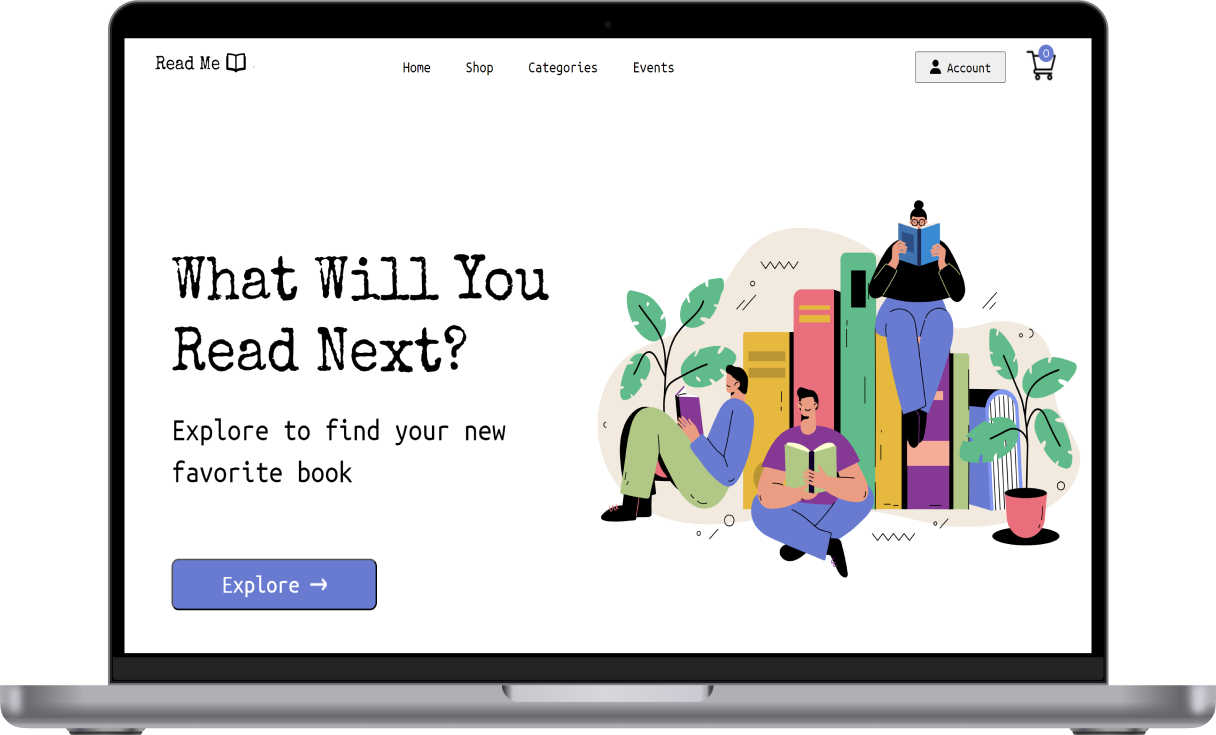 Read Me
Home Shop Categories Events
Account
0
What Will You
Read Next?
Explore to find your new
favorite book
Explore →